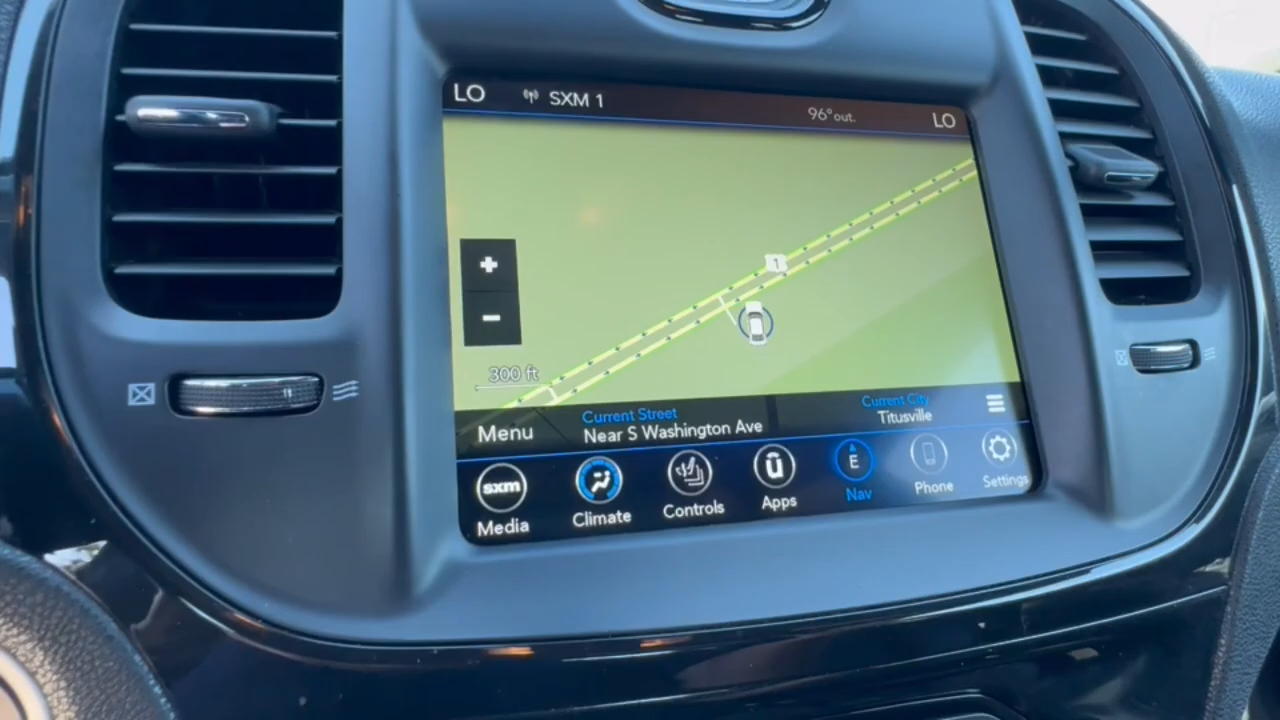 LO SXM 1 96° out. LO
1
+
-
300 ft
Menu
Current Street
Near S Washington Ave
Current City
Titusville
sxm
Media
Climate
Controls
ū
Apps
E
Nav
Phone
Settings